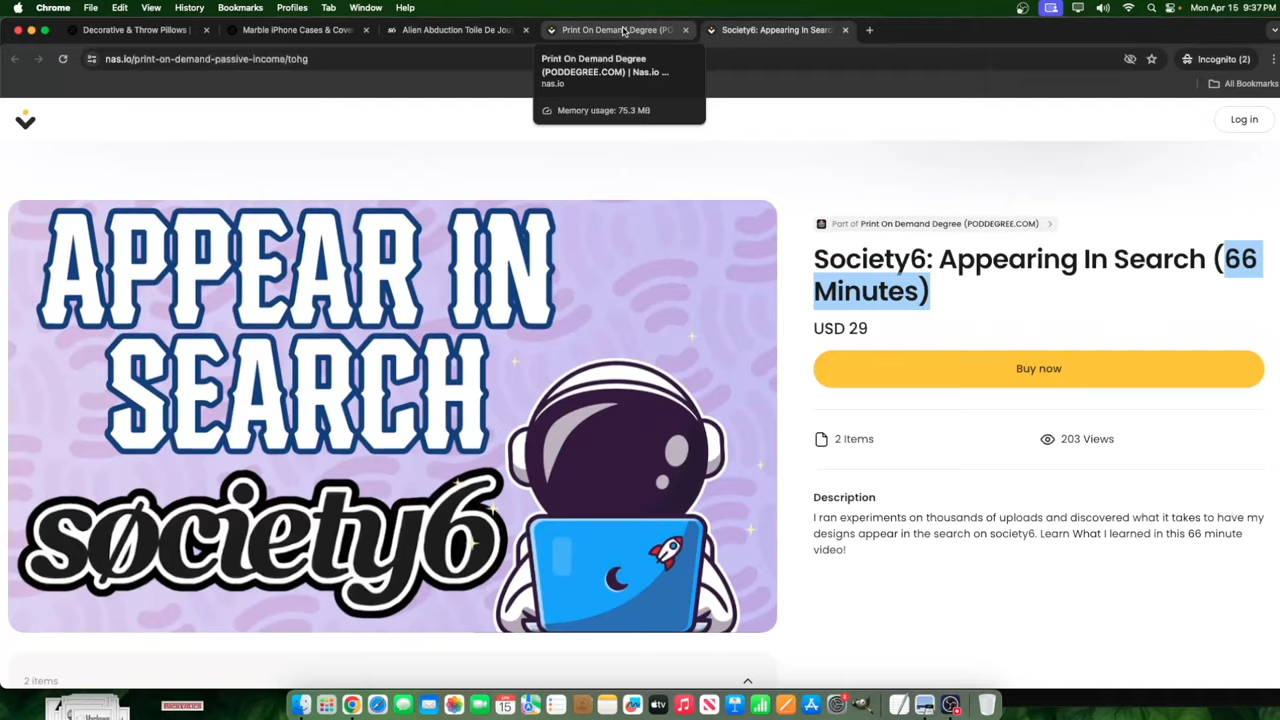 Chrome File Edit View History Bookmarks Profiles Tab Window Help Mon Apr 15 9:37 PM
Decorative & Throw Pillows | Marble iPhone Cases & Cove Alien Abduction Toile De Jou Print On Demand Degree (PO Society6: Appearing In Searc
nas.io/print-on-demand-passive-income/tohg Incognito (2)
All Bookmarks
Print On Demand Degree
(PODDEGREE.COM) | Nas.io ...
nas.io
Memory usage: 75.3 MB
Log in
APPEAR IN
SEARCH
society6
Part of Print On Demand Degree (PODDEGREE.COM)
Society6: Appearing In Search (66
Minutes)
USD 29
Buy now
2 Items 203 Views
Description
I ran experiments on thousands of uploads and discovered what it takes to have my
designs appear in the search on society6. Learn What I learned in this 66 minute
video!
2 items
APR
15
tv